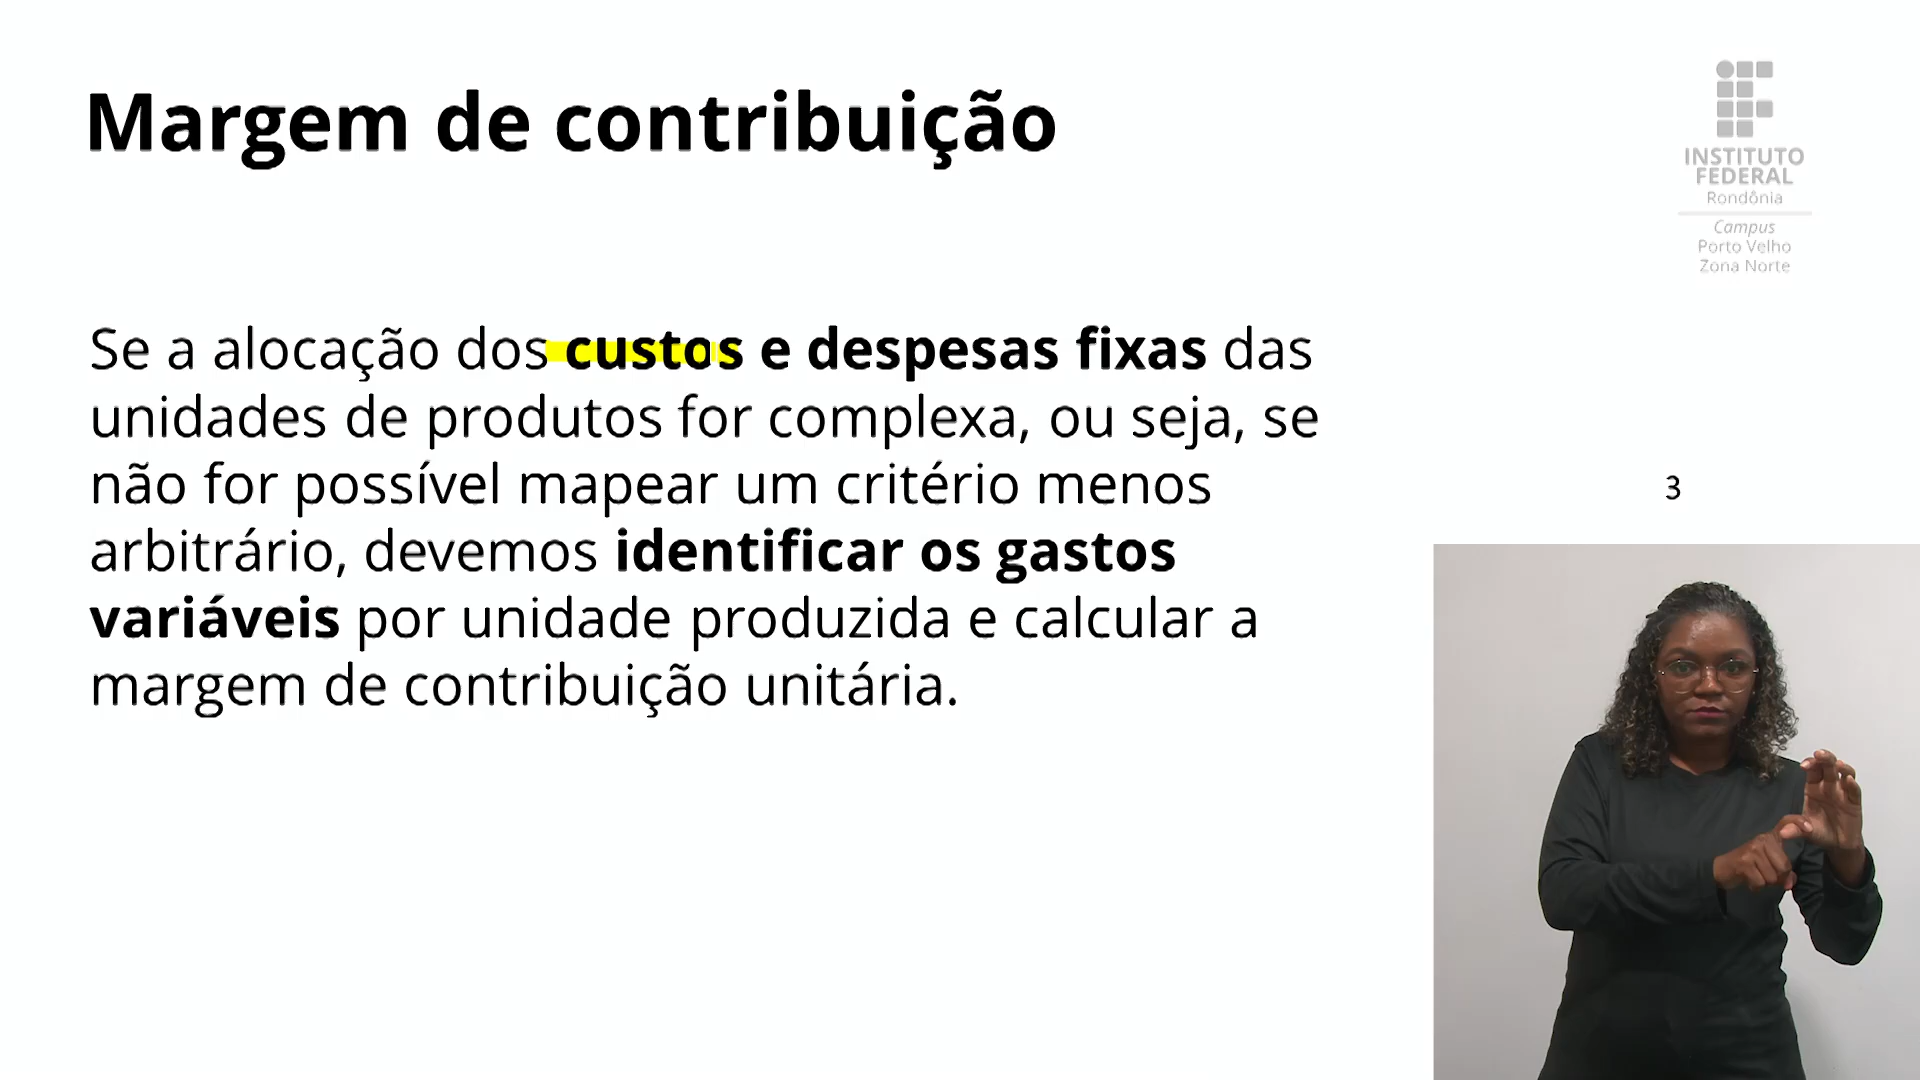 Margem de contribuição
INSTITUTO
FEDERAL
Rondônia
Campus
Porto Velho
Zona Norte
Se a alocação dos custos e despesas fixas das
unidades de produtos for complexa, ou seja, se
não for possível mapear um critério menos
arbitrário, devemos identificar os gastos
variáveis por unidade produzida e calcular a
margem de contribuição unitária.
3